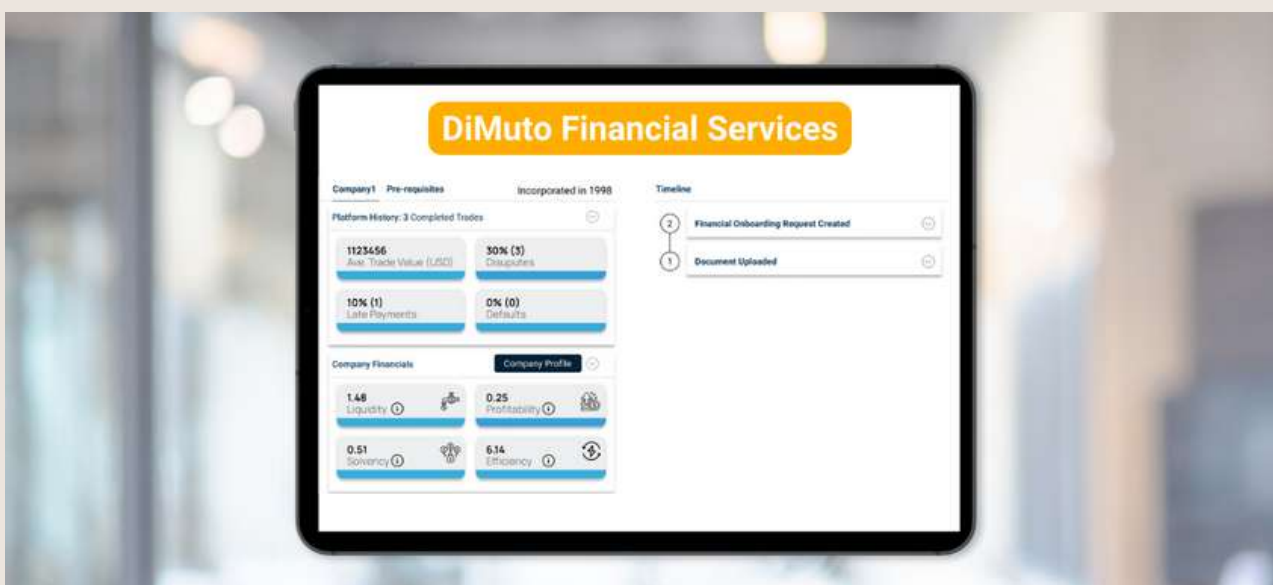 DiMuto Financial Services
Company1 Pre-requisites Incorporated in 1998
Platform History: 3 Completed Trades
1123456
Ave. Trade Value (USD)
30% (3)
Disuputes
10% (1)
Late Payments
0% (0)
Defaults
Company Financials Company Profile
1.48
Liquidity
0.25
Profitability
0.51
Solvency
6.14
Efficiency
Timeline
2 Financial Onboarding Request Created
1 Document Uploaded